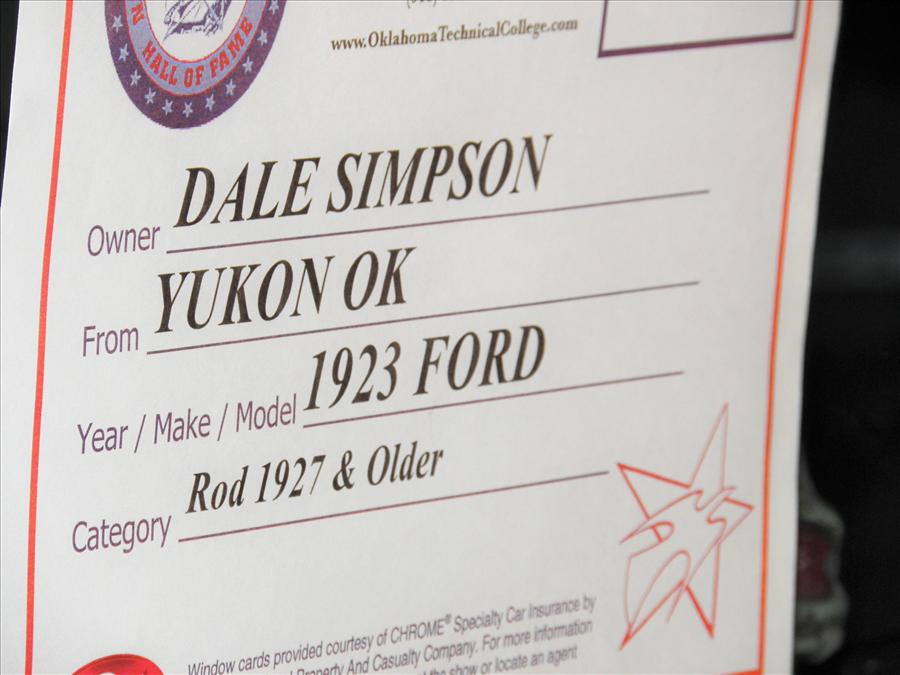 HALL OF FAME
www.OklahomaTechnicalCollege.com
Owner DALE SIMPSON
From YUKON OK
Year / Make / Model 1923 FORD
Category Rod 1927 & Older
Window cards provided courtesy of CHROME® Specialty Car Insurance by
Property And Casualty Company. For more information
the show or locate an agent